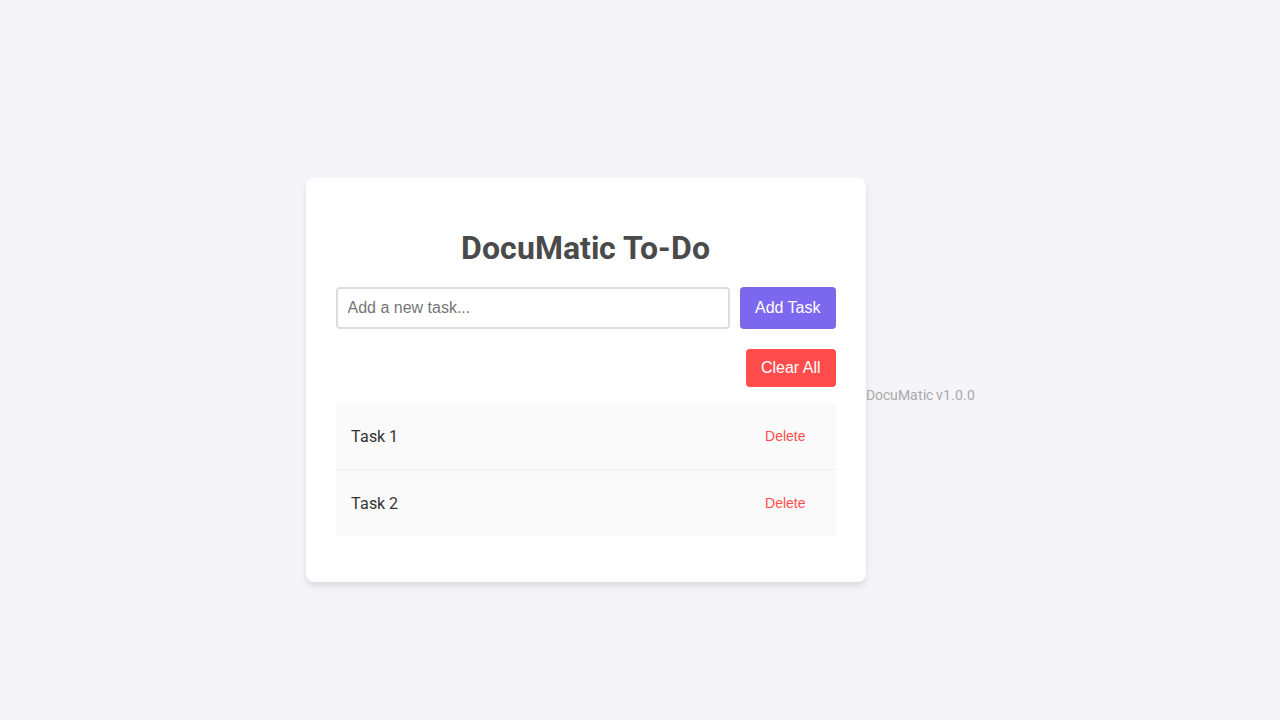 DocuMatic To-Do
Add a new task...
Add Task
Clear All
DocuMatic v1.0.0
Task 1
Delete
Task 2
Delete